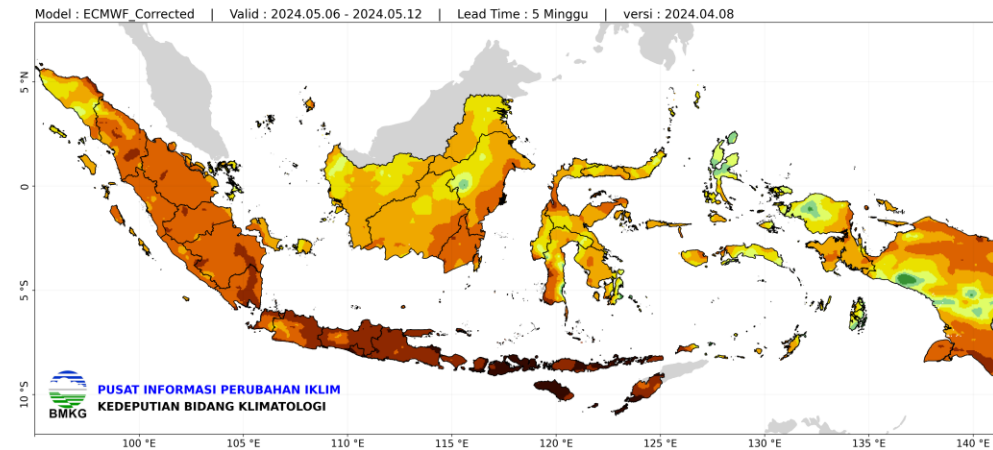 Model : ECMWF_Corrected | Valid : 2024.05.06 - 2024.05.12 | Lead Time : 5 Minggu | versi : 2024.04.08
5 °N
0
5 °S
10 °S
BMKG
PUSAT INFORMASI PERUBAHAN IKLIM
KEDEPUTIAN BIDANG KLIMATOLOGI
100 °E 105 °E 110 °E 115 °E 120 °E 125 °E 130 °E 135 °E 140 °E